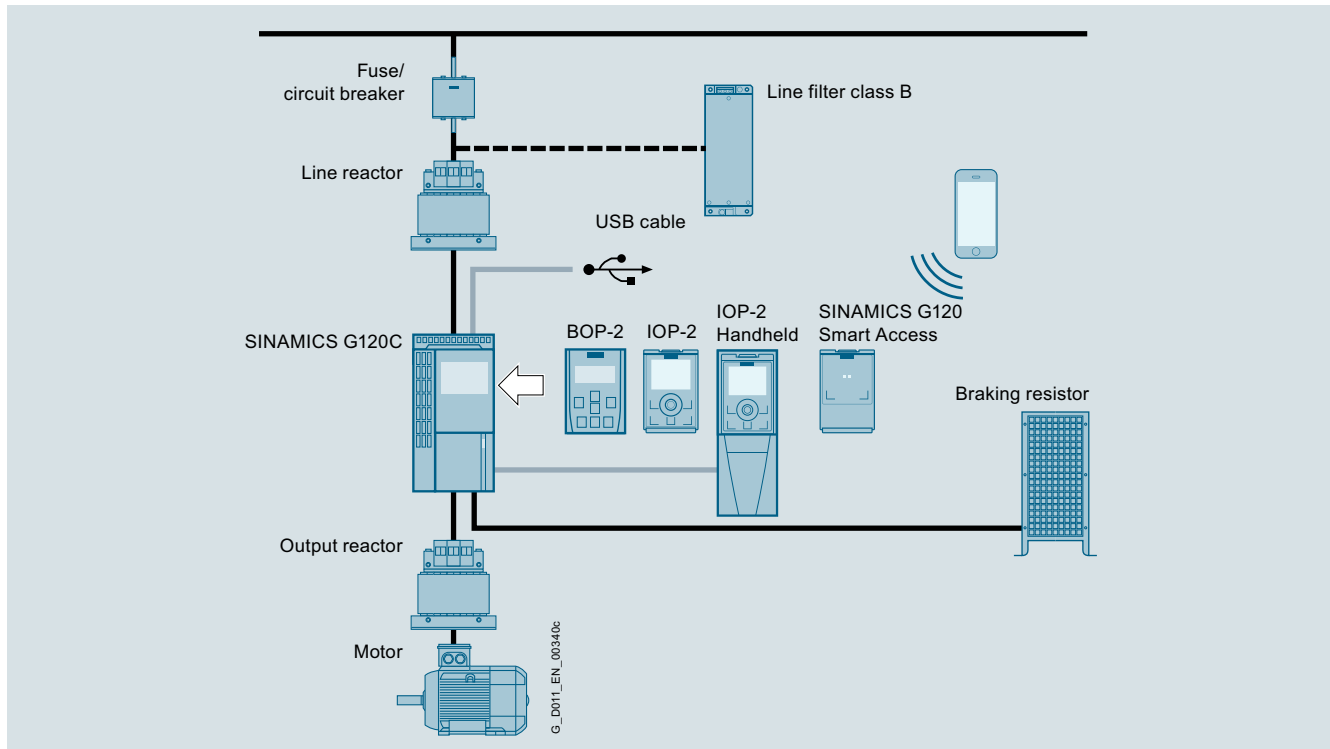 Fuse/
circuit breaker
Line filter class B
Line reactor
USB cable
SINAMICS G120C
BOP-2
IOP-2
IOP-2
Handheld
SINAMICS G120
Smart Access
Braking resistor
Output reactor
Motor
G_D011_EN_00340c